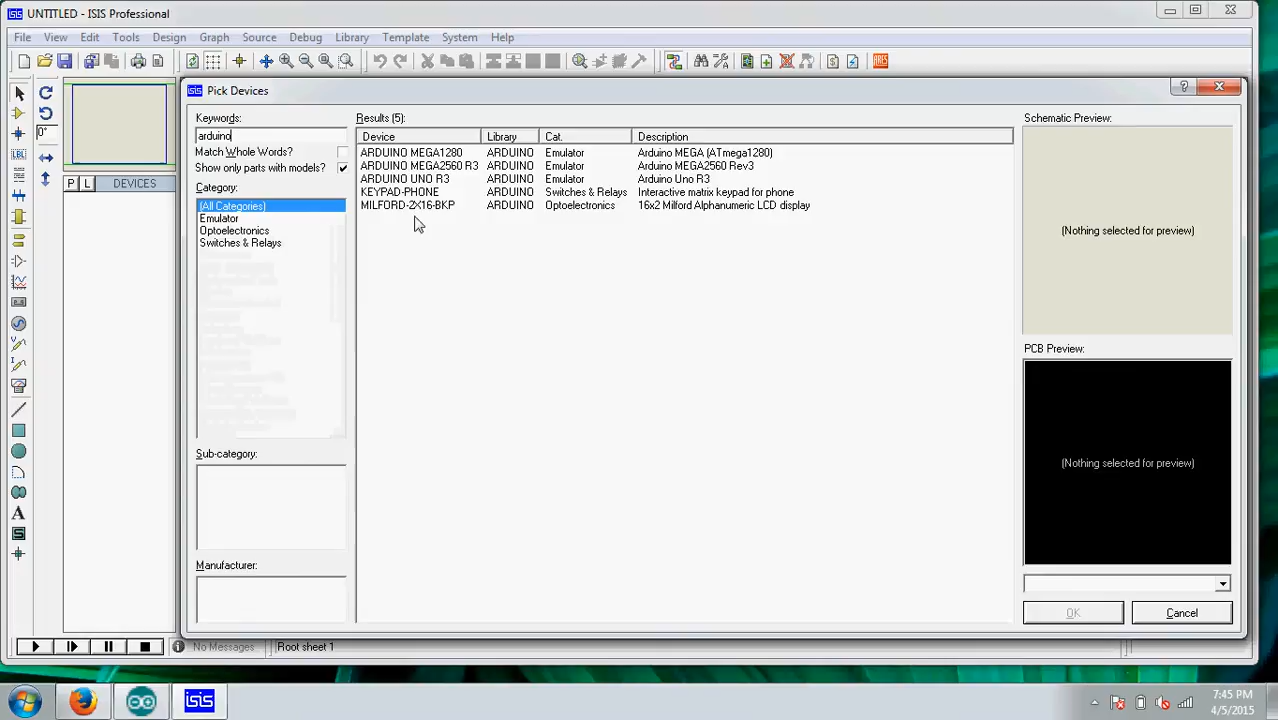 UNTITLED - ISIS Professional
File View Edit Tools Design Graph Source Debug Library Template System Help
Pick Devices
Keywords:
arduino
Match Whole Words?
Show only parts with models?
Category:
(All Categories)
Emulator
Optoelectronics
Switches & Relays
Sub-category:
Manufacturer:
Results (5):
Device Library Cat. Description
ARDUINO MEGA1280 ARDUINO Emulator Arduino MEGA (ATmega1280)
ARDUINO MEGA2560 R3 ARDUINO Emulator Arduino MEGA2560 Rev3
ARDUINO UNO R3 ARDUINO Emulator Arduino Uno R3
KEYPAD-PHONE ARDUINO Switches & Relays Interactive matrix keypad for phone
MILFORD-2X16-BKP ARDUINO Optoelectronics 16x2 Milford Alphanumeric LCD display
Schematic Preview:
(Nothing selected for preview)
PCB Preview:
(Nothing selected for preview)
OK Cancel
0°
LBL
P L DEVICES
A
S
No Messages Root sheet 1
isis
7:45 PM
4/5/2015